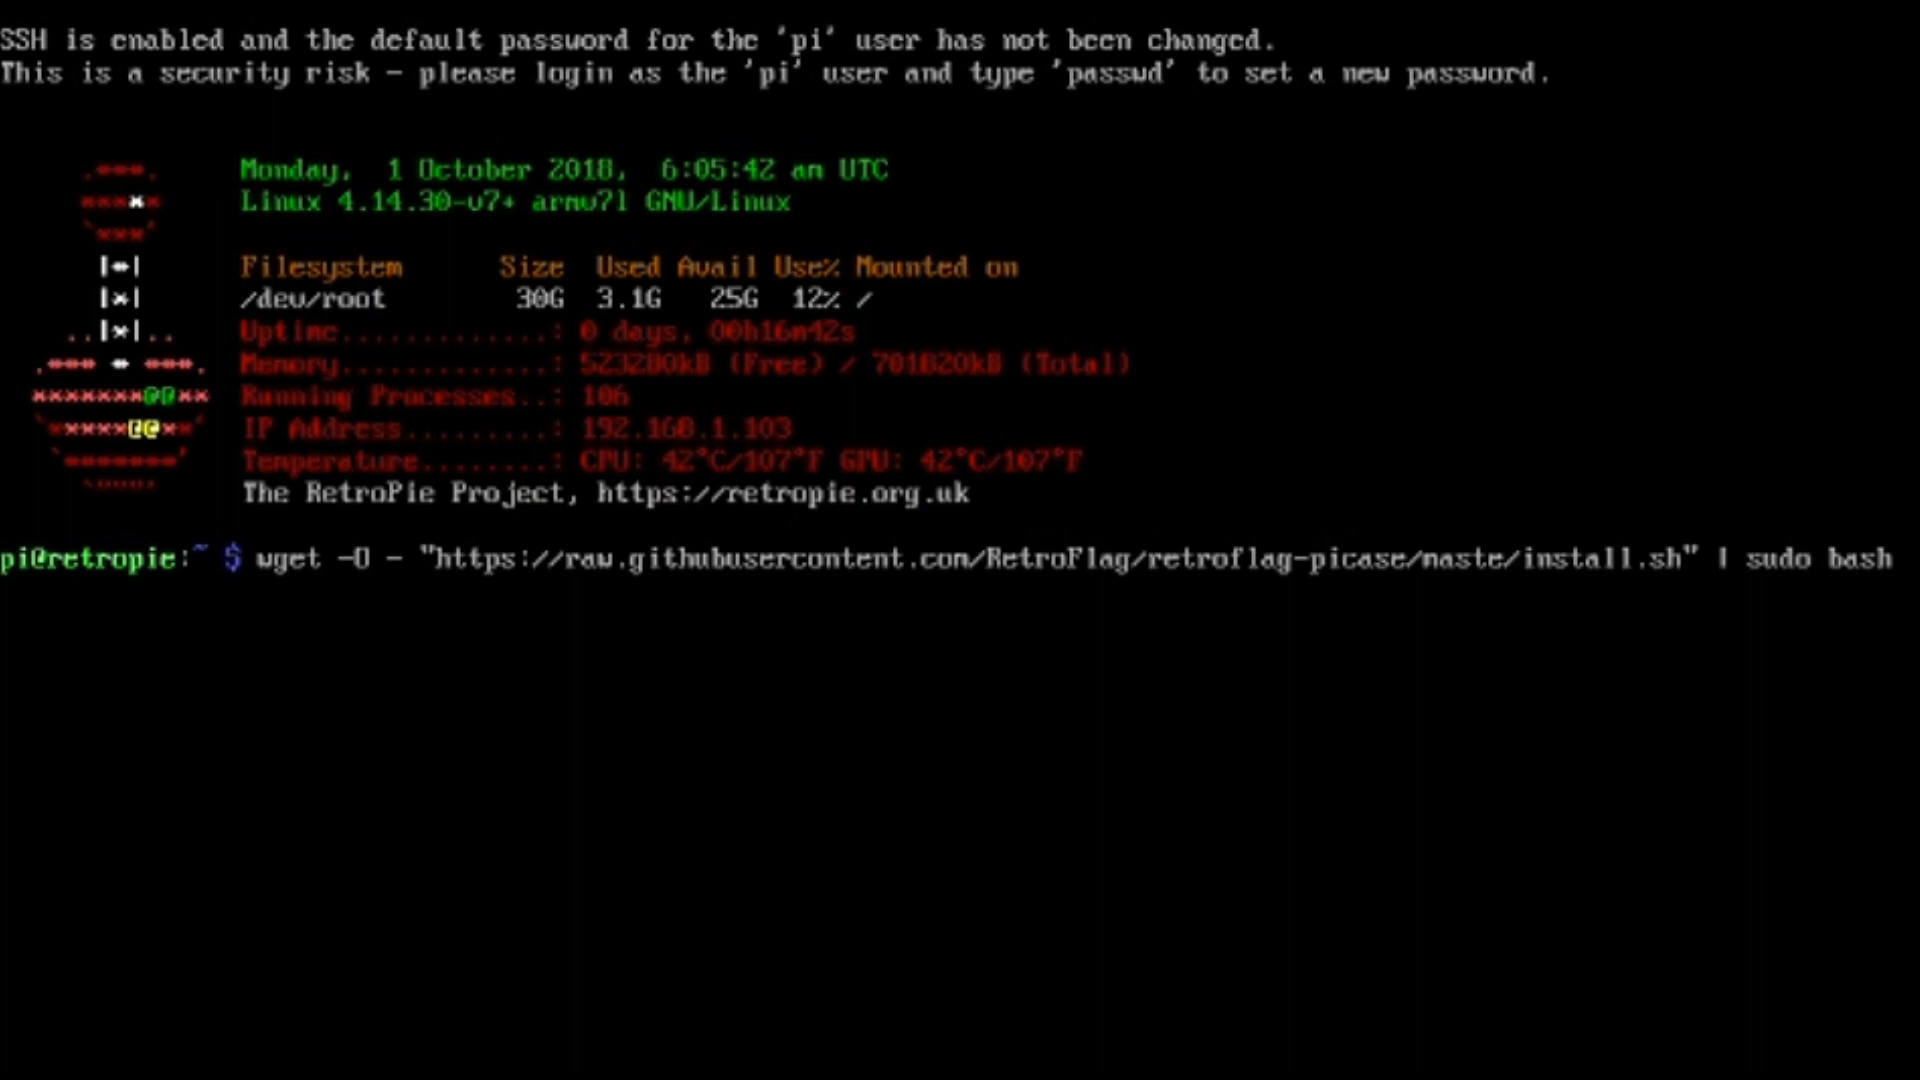 SSH is enabled and the default password for the 'pi' user has not been changed.
This is a security risk - please login as the 'pi' user and type 'passwd' to set a new password.
Monday,  1 October 2018,  6:05:42 am UTC
Linux 4.14.30-v7+ armv7l GNU/Linux
Filesystem      Size  Used Avail Use% Mounted on
/dev/root        30G  3.1G   25G  12% /
Uptime.............: 0 days, 00h16m42s
Memory.............: 523280kB (Free) / 701820kB (Total)
Running Processes..: 106
IP Address.........: 192.168.1.103
Temperature........: CPU: 42°C/107°F GPU: 42°C/107°F
The RetroPie Project, https://retropie.org.uk
pi@retropie:~ $ wget -O - "https://raw.githubusercontent.com/RetroFlag/retroflag-picase/maste/install.sh" | sudo bash